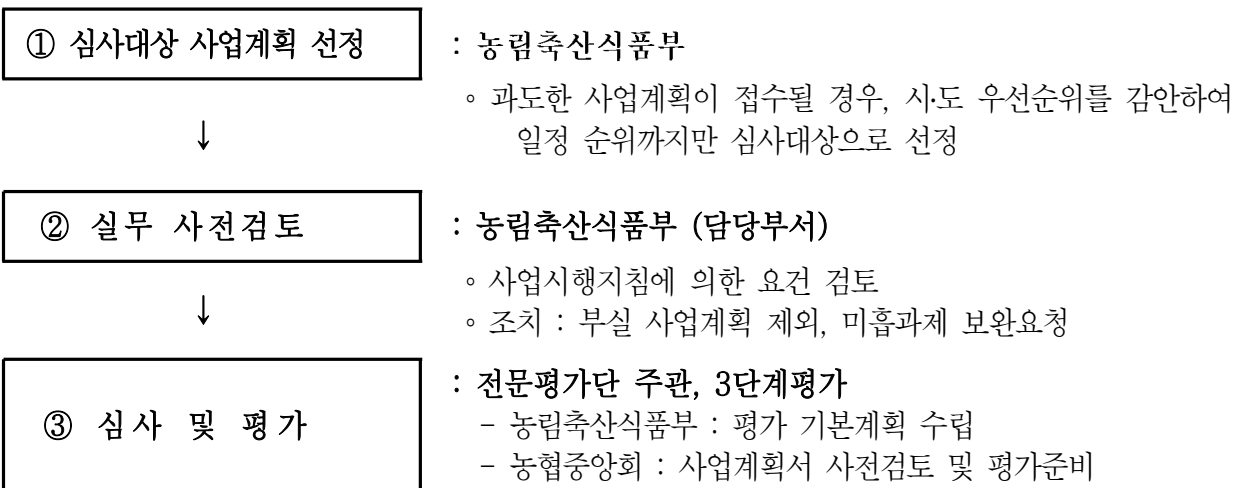 ① 심사대상 사업계획 선정 : 농림축산식품부
◦ 과도한 사업계획이 접수될 경우, 시·도 우선순위를 감안하여
일정 순위까지만 심사대상으로 선정
↓
② 실무 사전검토 : 농림축산식품부 (담당부서)
◦ 사업시행지침에 의한 요건 검토
↓
◦ 조치 : 부실 사업계획 제외, 미흡과제 보완요청
: 전문평가단 주관, 3단계평가
③ 심사 및 평가
- 농림축산식품부 : 평가 기본계획 수립
- 농협중앙회 : 사업계획서 사전검토 및 평가준비